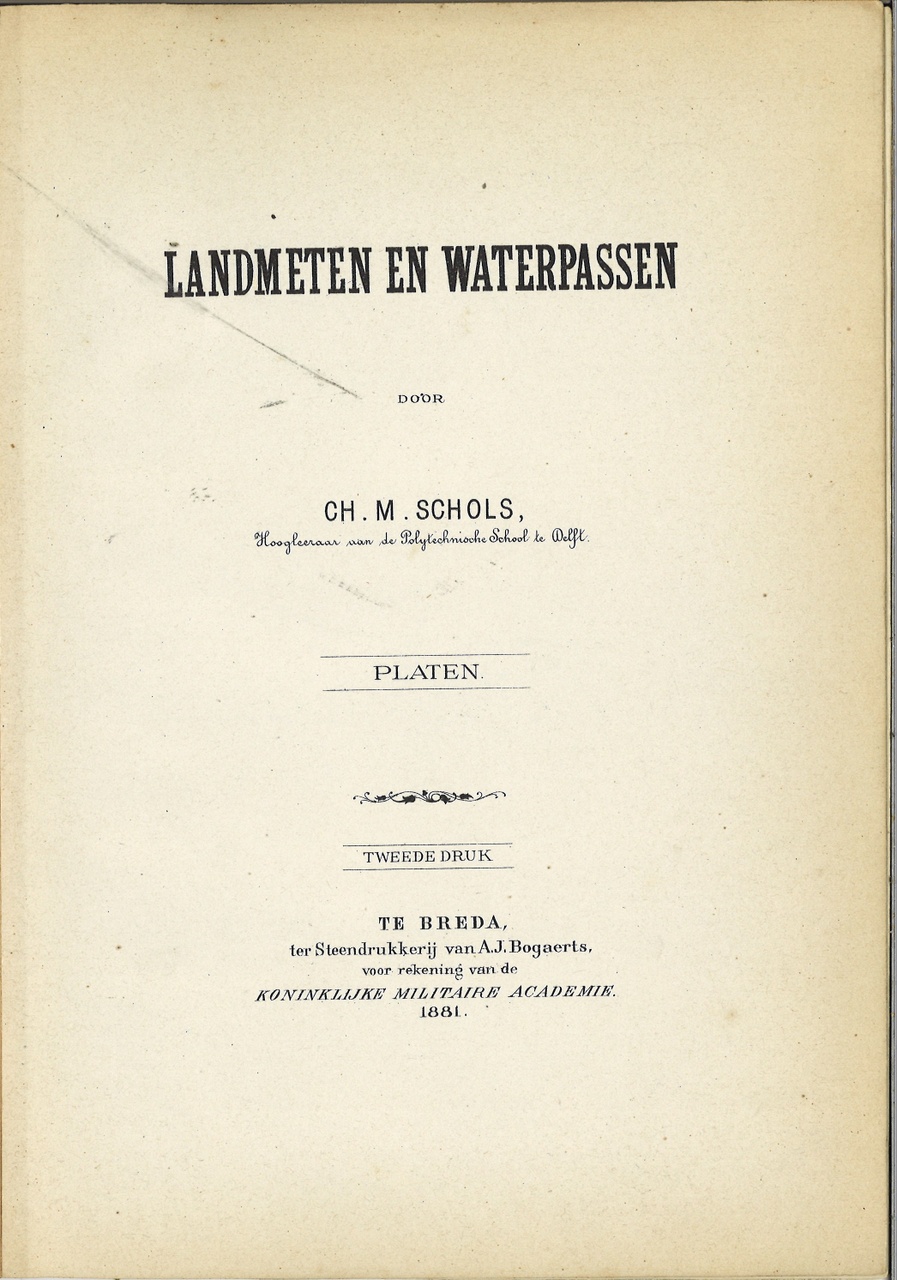 LANDMETEN EN WATERPASSEN
DOOR
CH. M. SCHOLS,
Hoogleeraar aan de Polytechnische School te Delft.
PLATEN.
TWEEDE DRUK
TE BREDA,
ter Steendrukkerij van A.J. Bogaerts,
voor rekening van de
KONINKLIJKE MILITAIRE ACADEMIE.
1881.